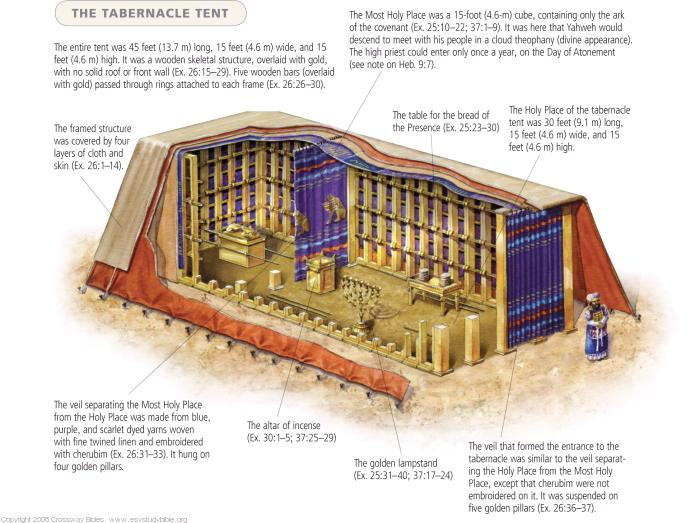 THE TABERNACLE TENT
The entire tent was 45 feet (13.7 m) long, 15 feet (4.6 m) wide, and 15
feet (4.6 m) high. It was a wooden skeletal structure, overlaid with gold,
with no solid roof or front wall (Ex. 26:15–29). Five wooden bars (overlaid
with gold) passed through rings attached to each frame (Ex. 26:26–30).
The Most Holy Place was a 15-foot (4.6-m) cube, containing only the ark
of the covenant (Ex. 25:10–22; 37:1–9). It was here that Yahweh would
descend to meet with his people in a cloud theophany (divine appearance).
The high priest could enter only once a year, on the Day of Atonement
(see note on Heb. 9:7).
The framed structure
was covered by four
layers of cloth and
skin (Ex. 26:1–14).
The table for the bread of
the Presence (Ex. 25:23–30)
The Holy Place of the tabernacle
tent was 30 feet (9.1 m) long,
15 feet (4.6 m) wide, and 15
feet (4.6 m) high.
The veil separating the Most Holy Place
from the Holy Place was made from blue,
purple, and scarlet dyed yarns woven
with fine twined linen and embroidered
with cherubim (Ex. 26:31–33). It hung on
four golden pillars.
The altar of incense
(Ex. 30:1–5; 37:25–29)
The golden lampstand
(Ex. 25:31–40; 37:17–24)
The veil that formed the entrance to the
tabernacle was similar to the veil separat-
ing the Holy Place from the Most Holy
Place, except that cherubim were not
embroidered on it. It was suspended on
five golden pillars (Ex. 26:36–37).
Copyright 2008 Crossway Bibles www.esvstudybible.org